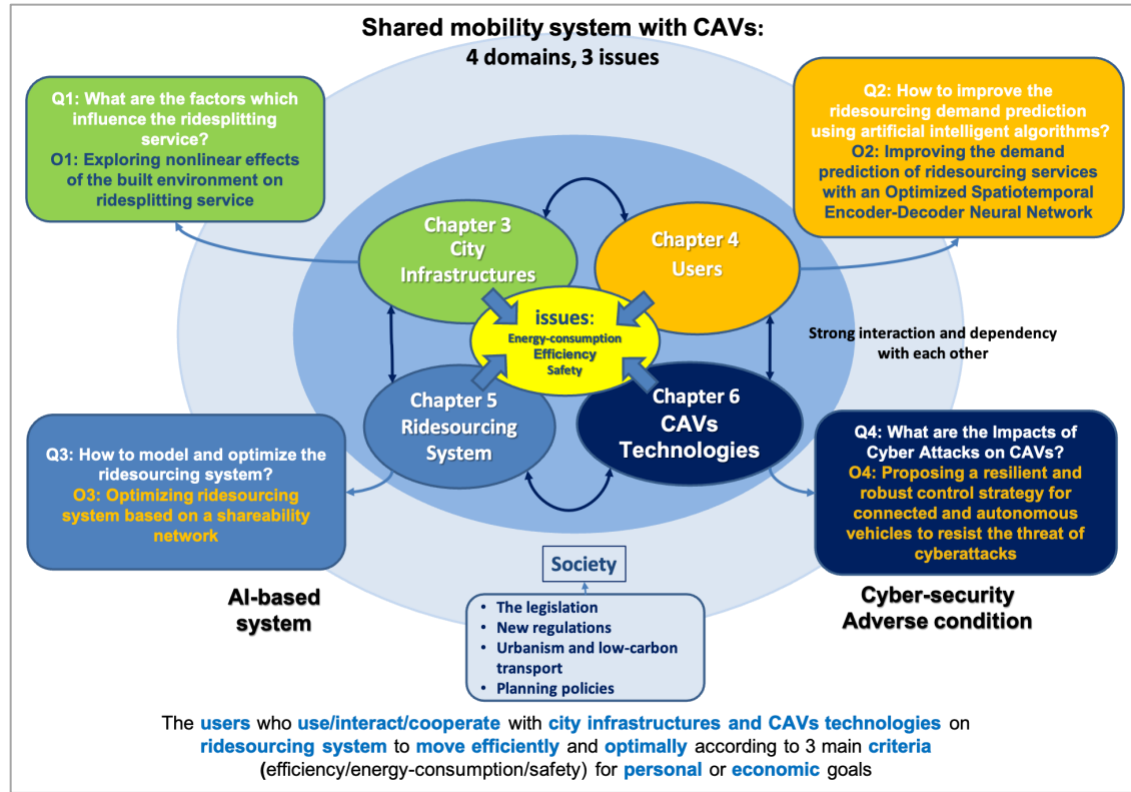 Shared mobility system with CAVs:
4 domains, 3 issues
Q1: What are the factors which
influence the ridesplitting
service?
O1: Exploring nonlinear effects
of the built environment on
ridesplitting service
Q2: How to improve the
ridesourcing demand prediction
using artificial intelligent algorithms?
O2: Improving the demand
prediction of ridesourcing services
with an Optimized Spatiotemporal
Encoder-Decoder Neural Network
Chapter 3
City
Infrastructures
Chapter 4
Users
issues:
Energy-consumption
Efficiency
Safety
Strong interaction and dependency
with each other
Chapter 5
Ridesourcing
System
Chapter 6
CAVs
Technologies
Q3: How to model and optimize the
ridesourcing system?
O3: Optimizing ridesourcing
system based on a shareability
network
Q4: What are the Impacts of
Cyber Attacks on CAVs?
O4: Proposing a resilient and
robust control strategy for
connected and autonomous
vehicles to resist the threat of
cyberattacks
AI-based
system
Society
• The legislation
• New regulations
• Urbanism and low-carbon
transport
• Planning policies
Cyber-security
Adverse condition
The users who use/interact/cooperate with city infrastructures and CAVs technologies on
ridesourcing system to move efficiently and optimally according to 3 main criteria
(efficiency/energy-consumption/safety) for personal or economic goals